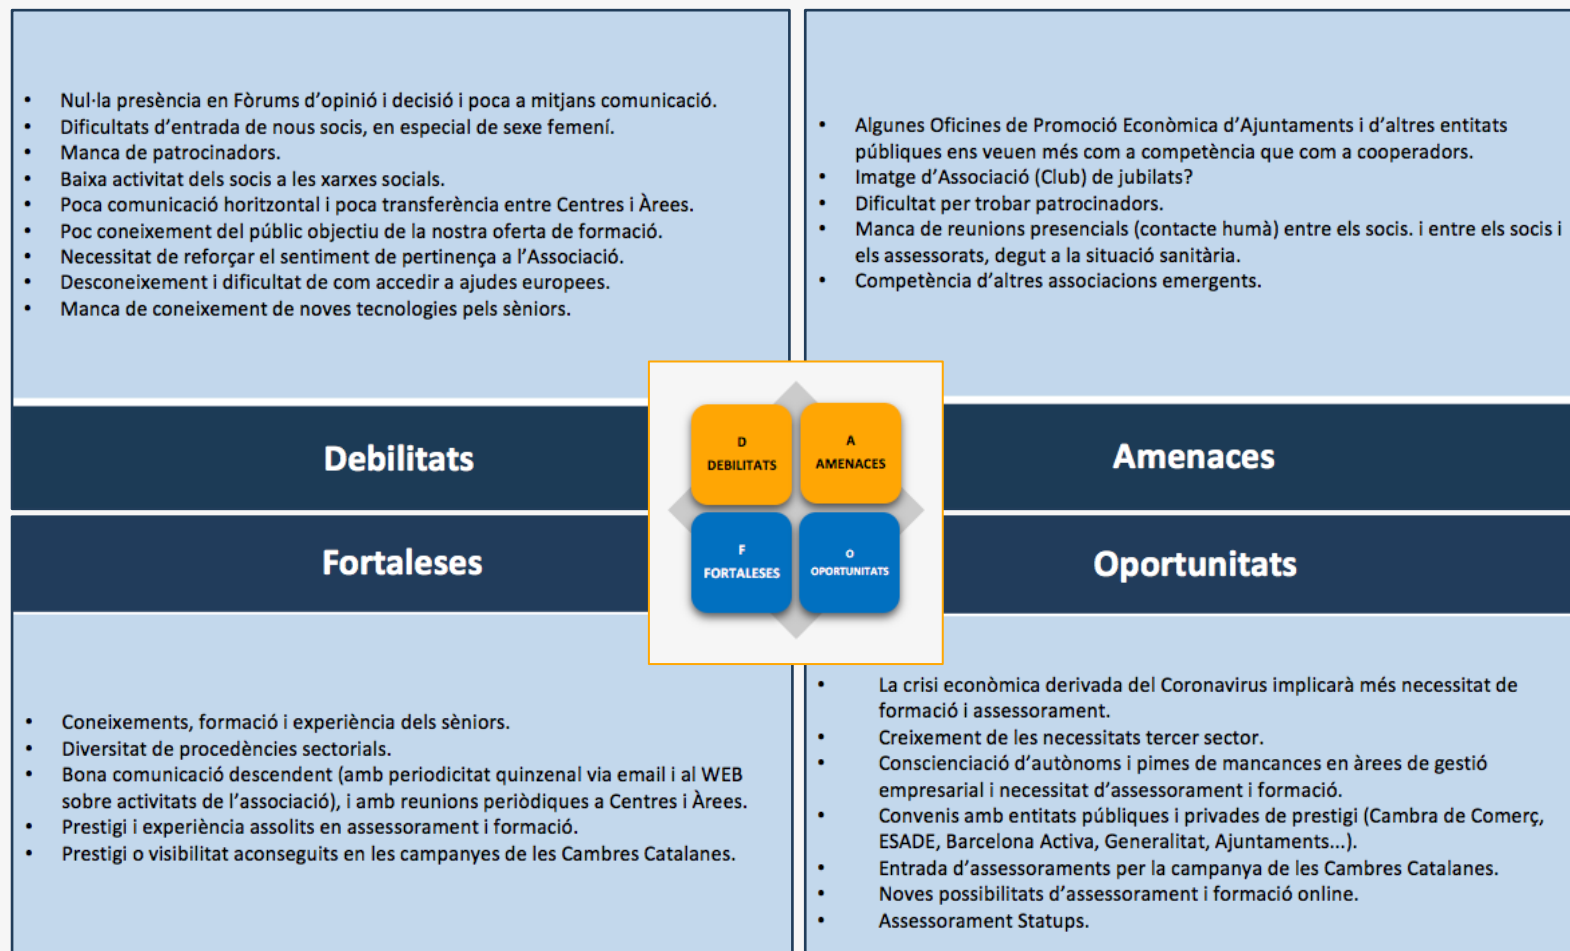 • Nul·la presència en Fòrums d’opinió i decisió i poca a mitjans comunicació.
• Dificultats d’entrada de nous socis, en especial de sexe femení.
• Manca de patrocinadors.
• Baixa activitat dels socis a les xarxes socials.
• Poca comunicació horitzontal i poca transferència entre Centres i Àrees.
• Poc coneixement del públic objectiu de la nostra oferta de formació.
• Necessitat de reforçar el sentiment de pertinença a l’Associació.
• Desconeixement i dificultat de com accedir a ajudes europees.
• Manca de coneixement de noves tecnologies pels sèniors.
Debilitats
• Algunes Oficines de Promoció Econòmica d’Ajuntaments i d’altres entitats
públiques ens veuen més com a competència que com a cooperadors.
• Imatge d’Associació (Club) de jubilats?
• Dificultat per trobar patrocinadors.
• Manca de reunions presencials (contacte humà) entre els socis. i entre els socis i
els assessorats, degut a la situació sanitària.
• Competència d’altres associacions emergents.
Amenaces
D
DEBILITATS
A
AMENACES
F
FORTALESES
O
OPORTUNITATS
Fortaleses
• Coneixements, formació i experiència dels sèniors.
• Diversitat de procedències sectorials.
• Bona comunicació descendent (amb periodicitat quinzenal via email i al WEB
sobre activitats de l’associació), i amb reunions periòdiques a Centres i Àrees.
• Prestigi i experiència assolits en assessorament i formació.
• Prestigi o visibilitat aconseguits en les campanyes de les Cambres Catalanes.
Oportunitats
• La crisi econòmica derivada del Coronavirus implicarà més necessitat de
formació i assessorament.
• Creixement de les necessitats tercer sector.
• Conscienciació d’autònoms i pimes de mancances en àrees de gestió
empresarial i necessitat d’assessorament i formació.
• Convenis amb entitats públiques i privades de prestigi (Cambra de Comerç,
ESADE, Barcelona Activa, Generalitat, Ajuntaments...).
• Entrada d’assessoraments per la campanya de les Cambres Catalanes.
• Noves possibilitats d’assessorament i formació online.
• Assessorament Statups.